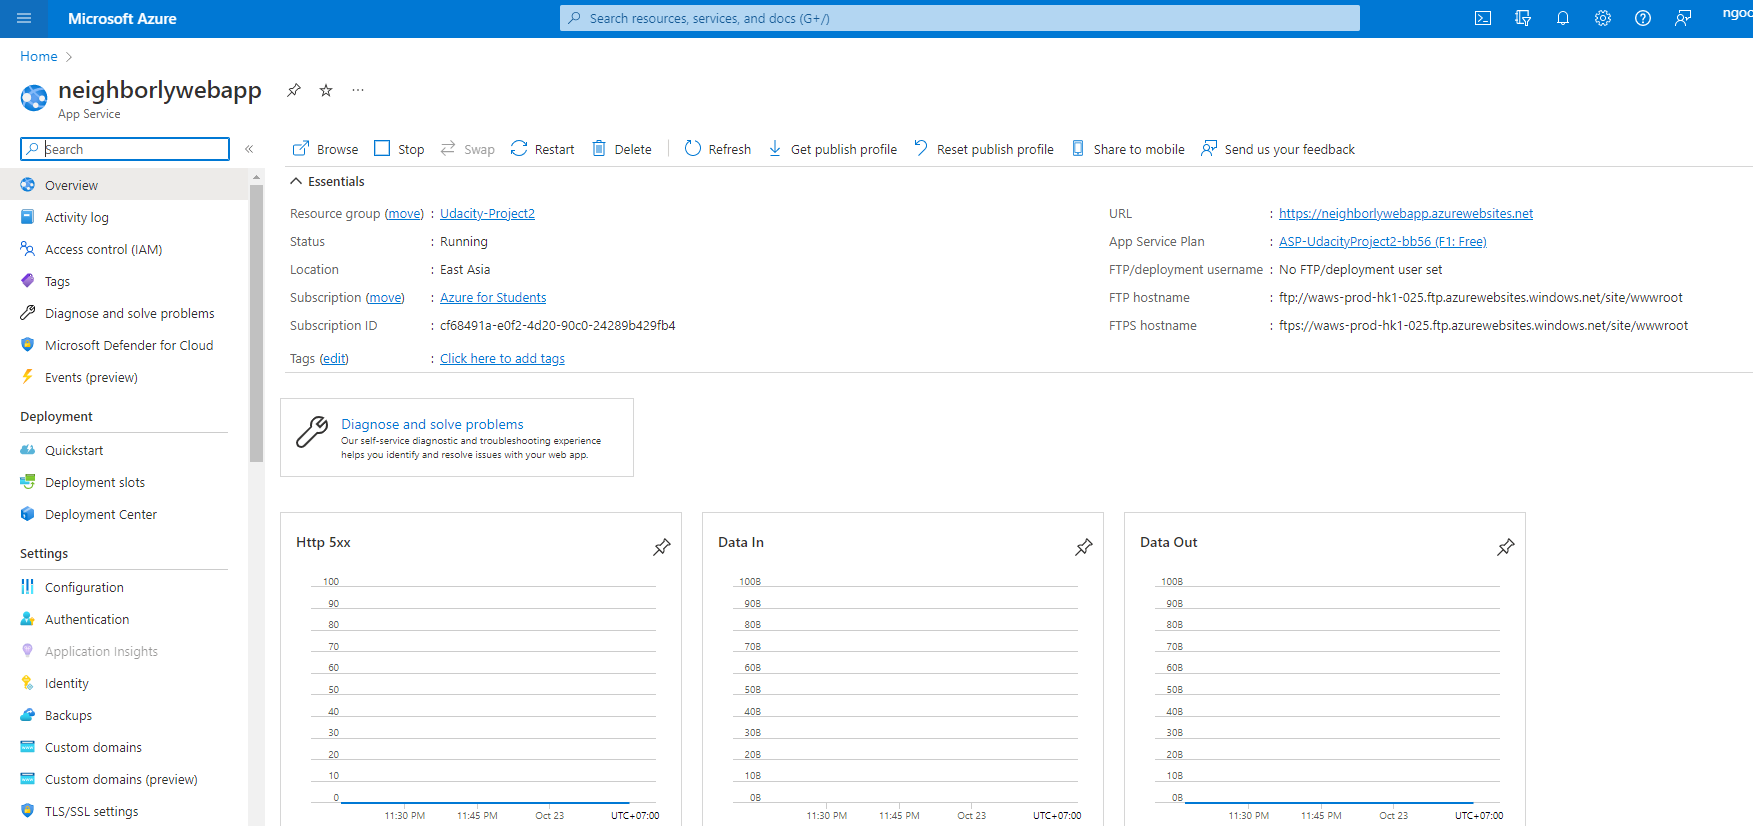 Microsoft Azure
Search resources, services, and docs (G+/)
Home
neighborlywebapp
App Service
Search
Browse Stop Swap Restart Delete Refresh Get publish profile Reset publish profile Share to mobile Send us your feedback
Overview
Activity log
Access control (IAM)
Tags
Diagnose and solve problems
Microsoft Defender for Cloud
Events (preview)
Deployment
Quickstart
Deployment slots
Deployment Center
Settings
Configuration
Authentication
Application Insights
Identity
Backups
Custom domains
Custom domains (preview)
TLS/SSL settings
Essentials
Resource group (move) : Udacity-Project2
Status : Running
Location : East Asia
Subscription (move) : Azure for Students
Subscription ID : cf68491a-e0f2-4d20-90c0-24289b429fb4
Tags (edit) : Click here to add tags
URL : https://neighborlywebapp.azurewebsites.net
App Service Plan : ASP-UdacityProject2-bb56 (F1: Free)
FTP/deployment username : No FTP/deployment user set
FTP hostname : ftp://waws-prod-hk1-025.ftp.azurewebsites.windows.net/site/wwwroot
FTPS hostname : ftps://waws-prod-hk1-025.ftp.azurewebsites.windows.net/site/wwwroot
Diagnose and solve problems
Our self-service diagnostic and troubleshooting experience
helps you identify and resolve issues with your web app.
Http 5xx
100
90
80
70
60
50
40
30
20
10
0
11:30 PM 11:45 PM Oct 23 UTC+07:00
Data In
100B
90B
80B
70B
60B
50B
40B
30B
20B
10B
0B
11:30 PM 11:45 PM Oct 23 UTC+07:00
Data Out
100B
90B
80B
70B
60B
50B
40B
30B
20B
10B
0B
11:30 PM 11:45 PM Oct 23 UTC+07:00